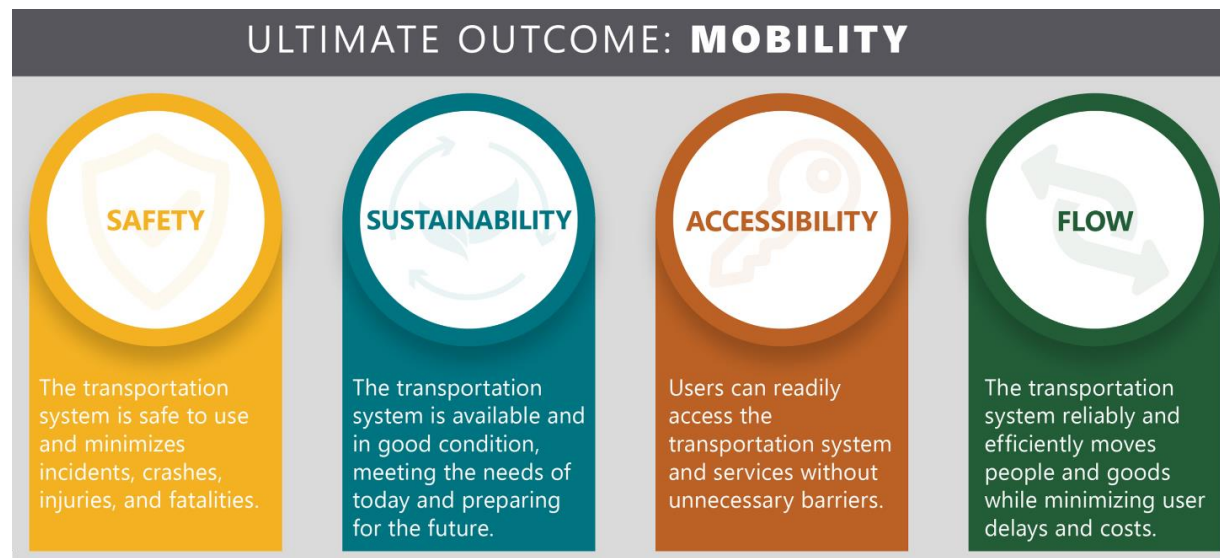 ULTIMATE OUTCOME: MOBILITY
SAFETY
The transportation
system is safe to use
and minimizes
incidents, crashes,
injuries, and fatalities.
SUSTAINABILITY
The transportation
system is available and
in good condition,
meeting the needs of
today and preparing
for the future.
ACCESSIBILITY
Users can readily
access the
transportation system
and services without
unnecessary barriers.
FLOW
The transportation
system reliably and
efficiently moves
people and goods
while minimizing user
delays and costs.